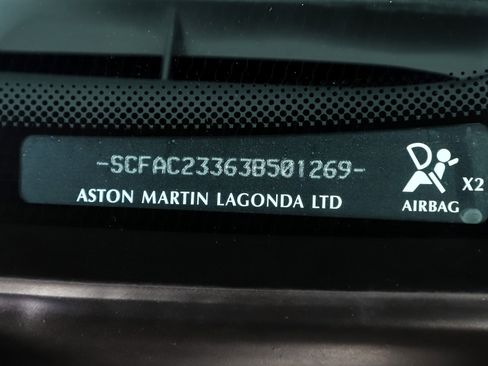 -SCFAC23363B501269-
ASTON MARTIN LAGONDA LTD
X2
AIRBAG